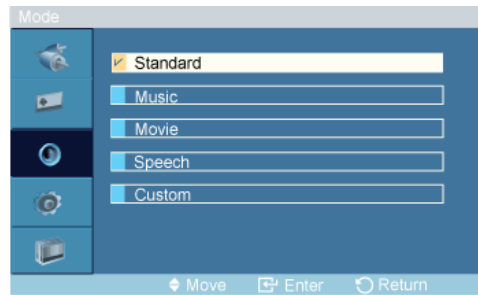 Mode
Standard
Music
Movie
Speech
Custom
Move Enter Return